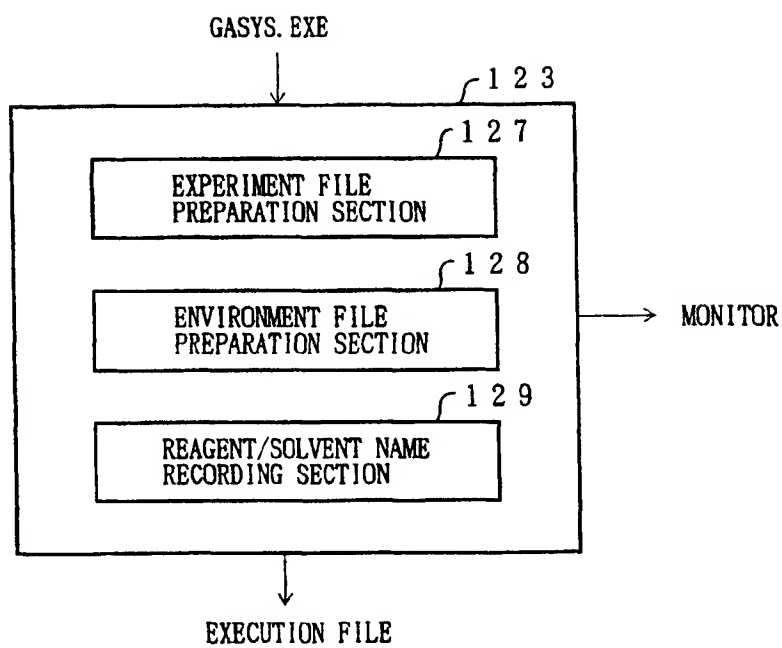 GASYS.EXE
123
127
EXPERIMENT FILE
PREPARATION SECTION
128
ENVIRONMENT FILE
PREPARATION SECTION
MONITOR
129
REAGENT/SOLVENT NAME
RECORDING SECTION
EXECUTION FILE